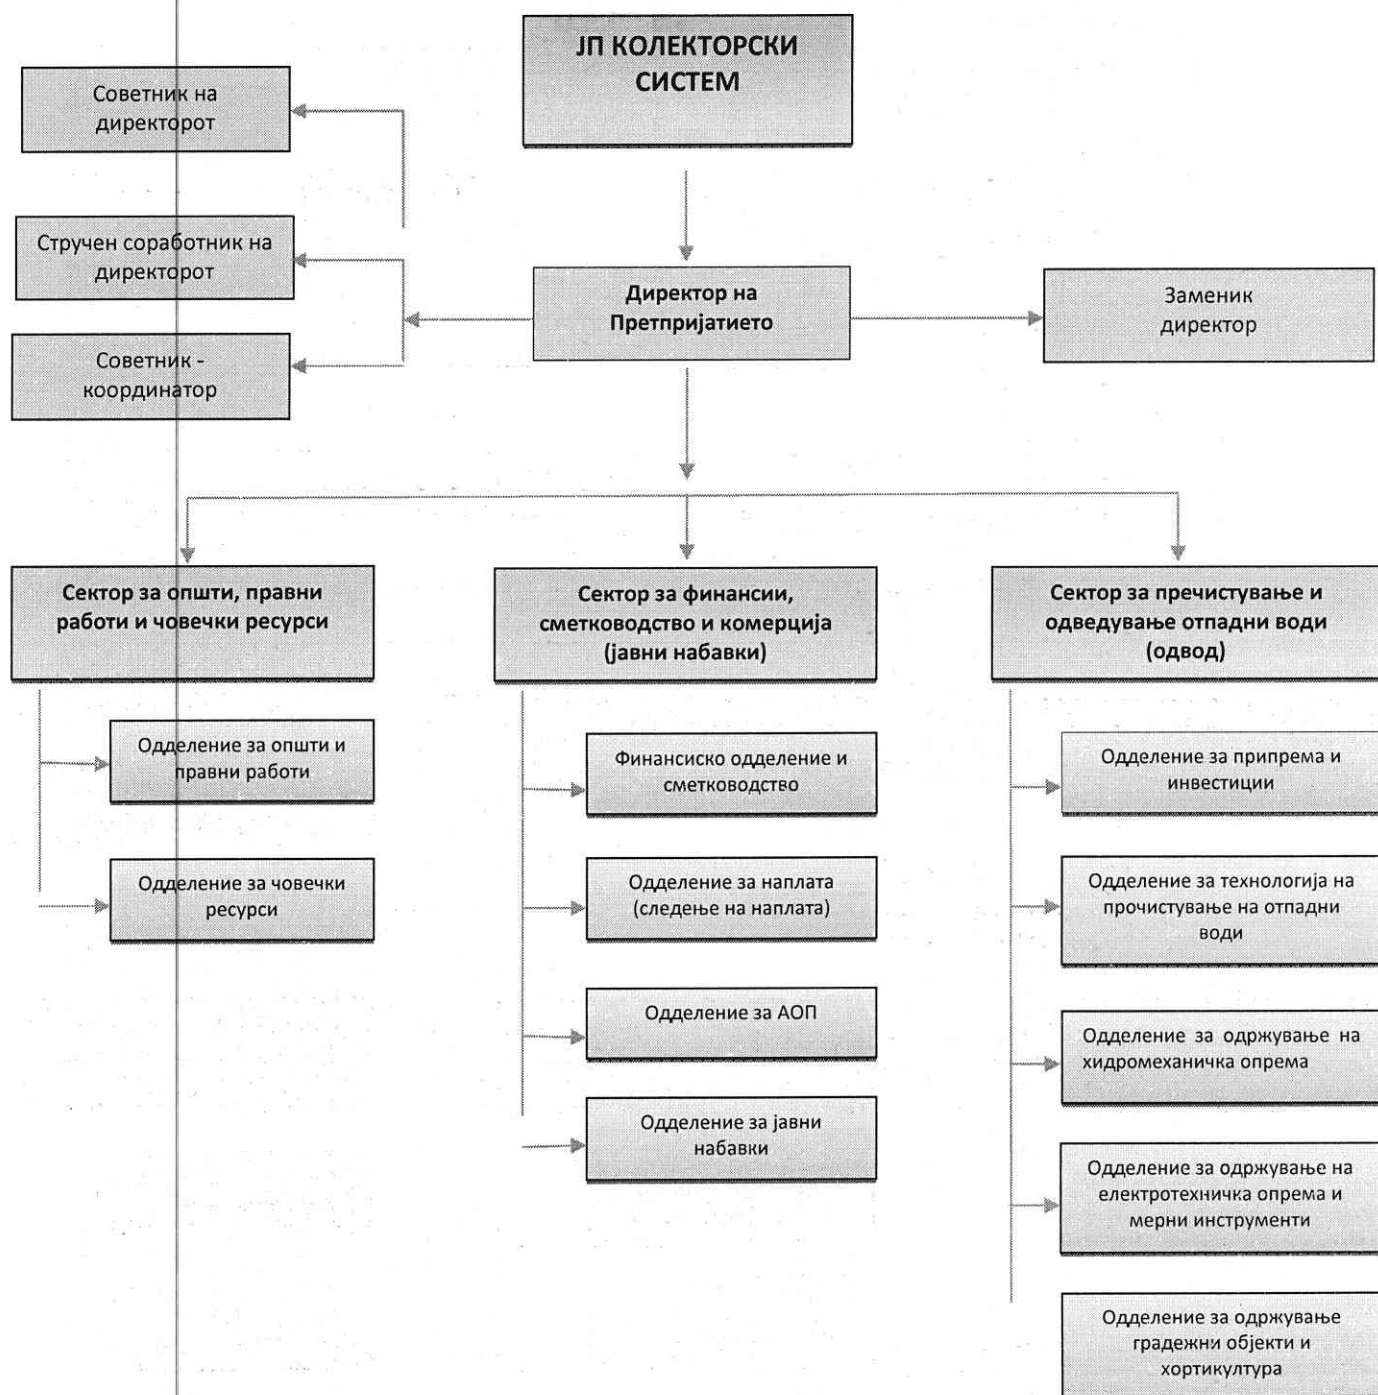 ЈП КОЛЕКТОРСКИ
СИСТЕМ
Советник на
директорот
Стручен соработник на
директорот
Советник -
координатор
Директор на
Претпријатието
Заменик
директор
Сектор за општи, правни
работи и човечки ресурси
Одделение за општи и
правни работи
Одделение за човечки
ресурси
Сектор за финансии,
сметководство и комерција
(јавни набавки)
Финансиско одделение и
сметководство
Одделение за наплата
(следење на наплата)
Одделение за АОП
Одделение за јавни
набавки
Сектор за пречистување и
одведување отпадни води
(одвод)
Одделение за припрема и
инвестиции
Одделение за технологија на
прочистување на отпадни
води
Одделение за одржување на
хидромеханичка опрема
Одделение за одржување на
електротехничка опрема и
мерни инструменти
Одделение за одржување
градежни објекти и
хортикултура